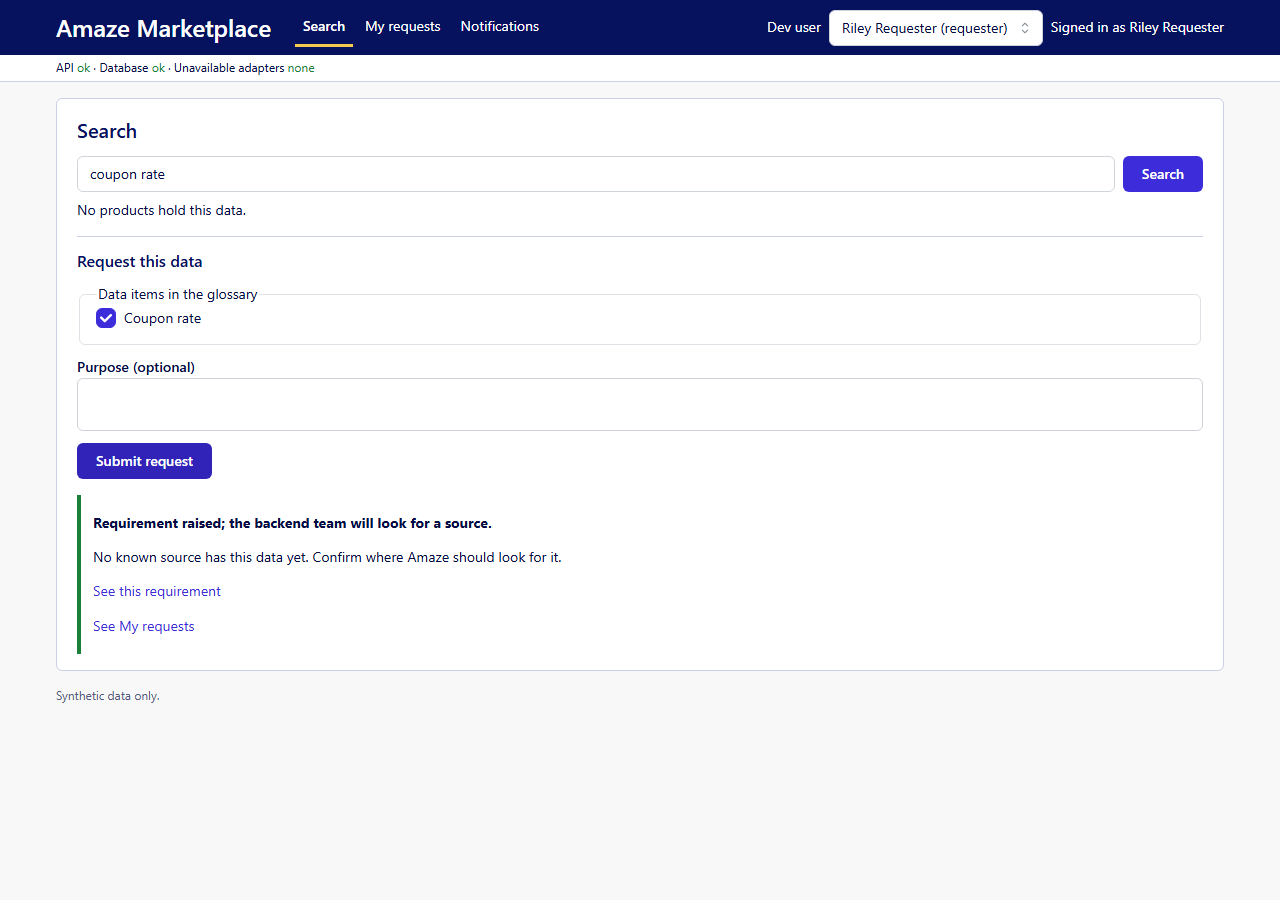 Amaze Marketplace Search My requests Notifications Dev user Riley Requester (requester) Signed in as Riley Requester
API ok · Database ok · Unavailable adapters none
Search
coupon rate Search
No products hold this data.
Request this data
Data items in the glossary
Coupon rate
Purpose (optional)
Submit request
Requirement raised; the backend team will look for a source.
No known source has this data yet. Confirm where Amaze should look for it.
See this requirement
See My requests
Synthetic data only.